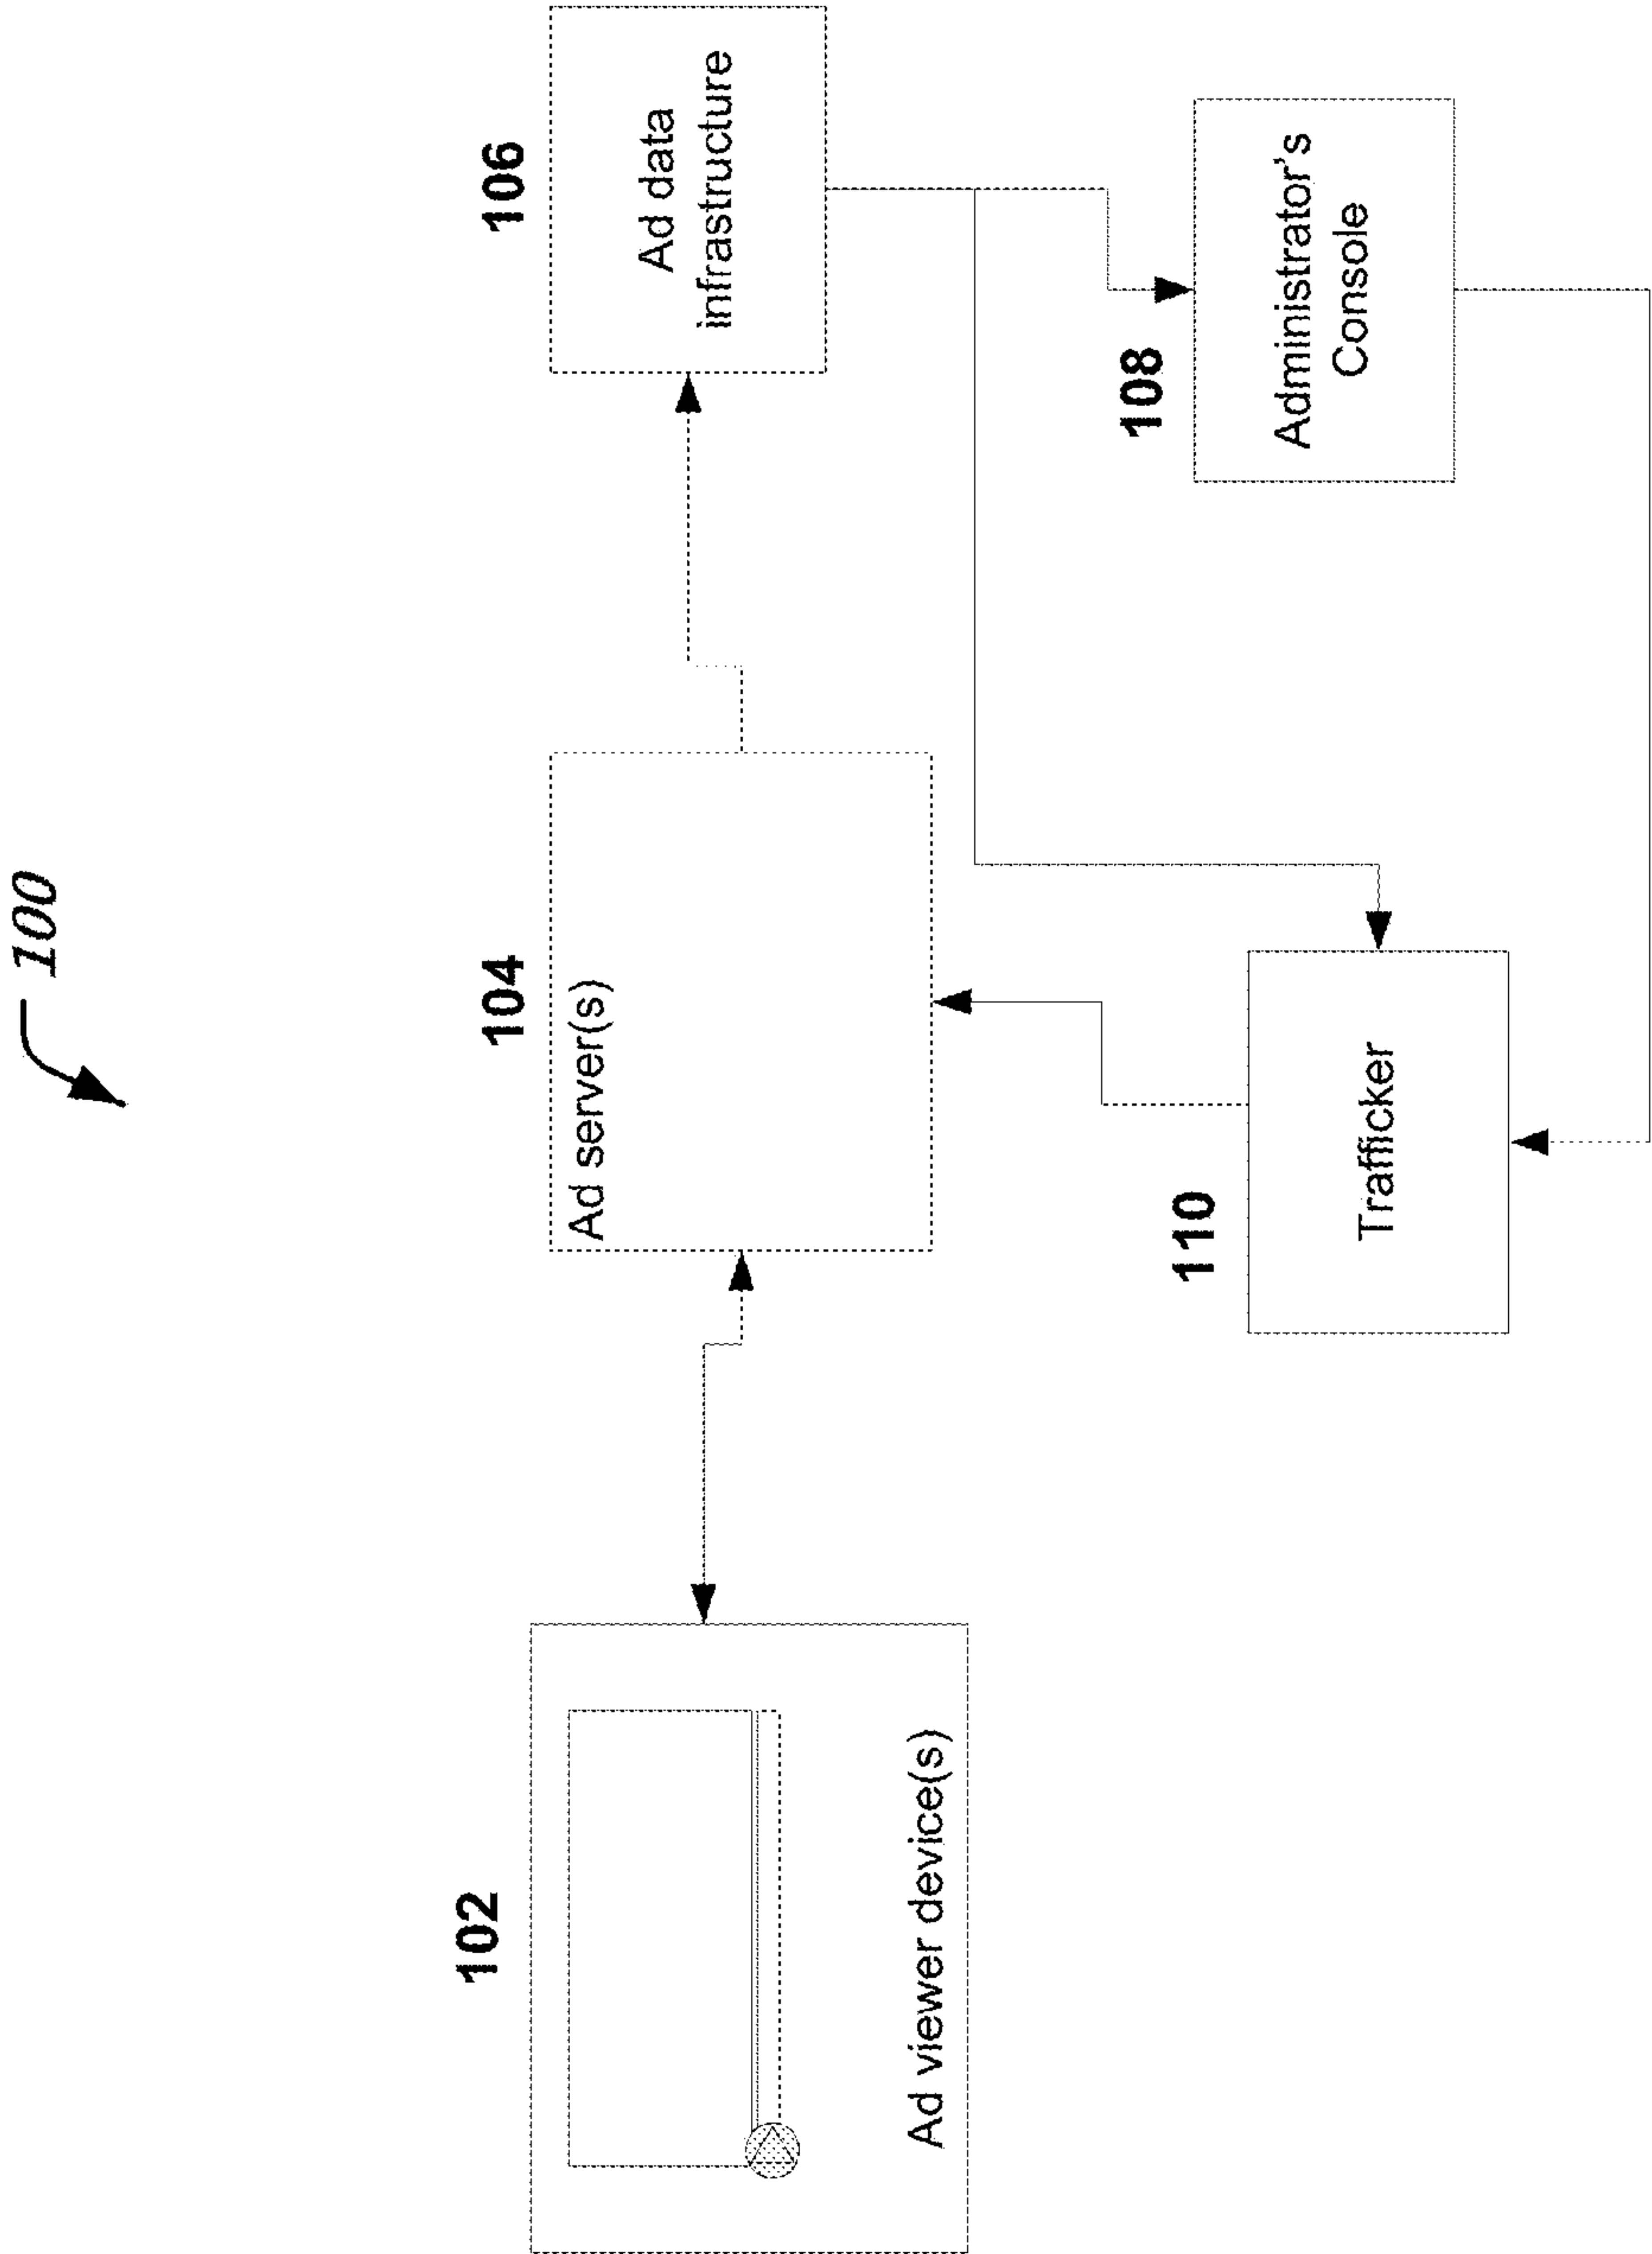 100
102
Ad viewer device(s)
104
Ad server(s)
106
Ad data
infrastructure
108
Administrator's
Console
110
Trafficker